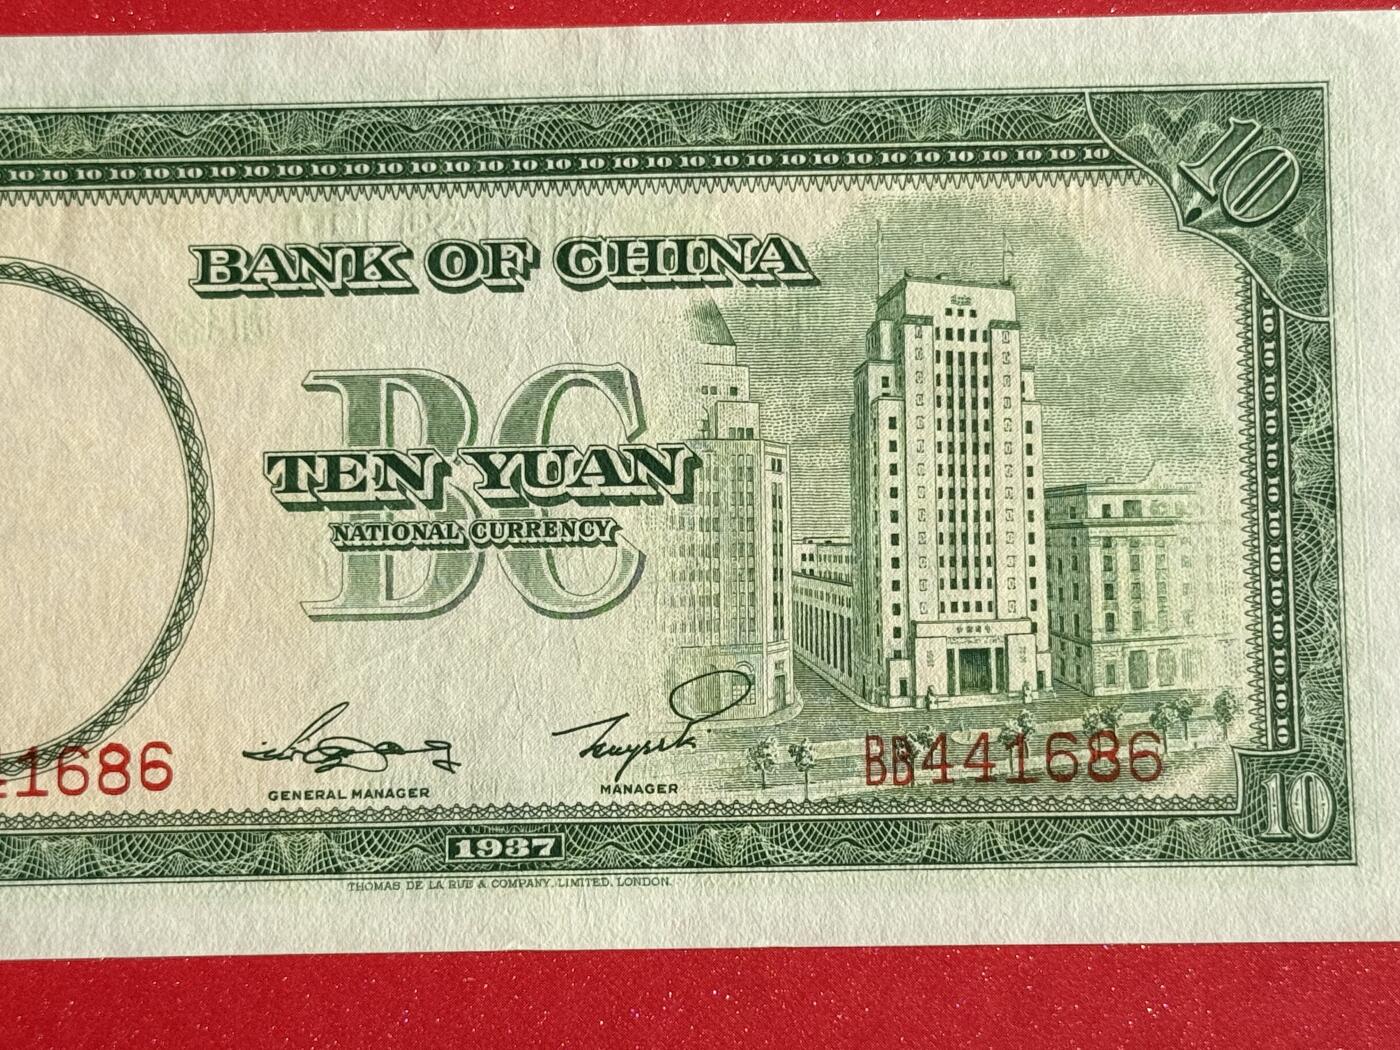 10
BANK OF CHINA
BC
TEN YUAN
NATIONAL CURRENCY
1686
BB441686
GENERAL MANAGER
MANAGER
10
1937
THOMAS DE LA RUE & COMPANY, LIMITED, LONDON.